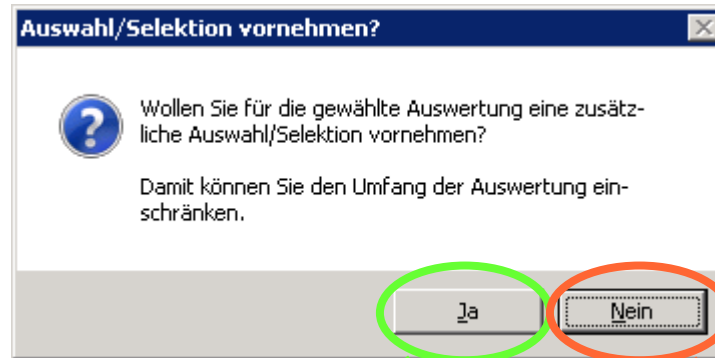 Auswahl/Selektion vornehmen?
Wollen Sie für die gewählte Auswertung eine zusätz-
liche Auswahl/Selektion vornehmen?
Damit können Sie den Umfang der Auswertung ein-
schränken.
Ja Nein